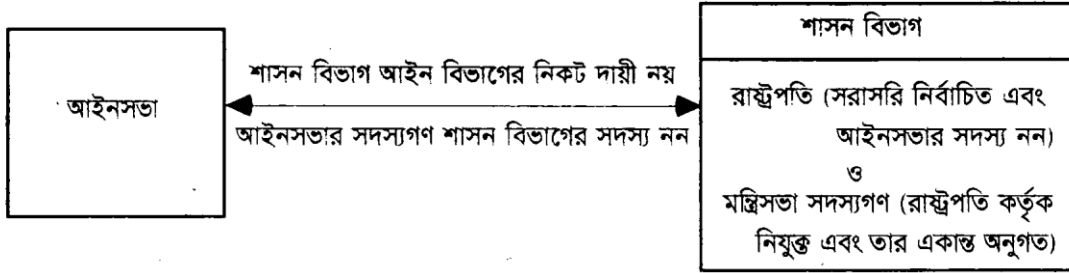 আইনসভা
শাসন বিভাগ আইন বিভাগের নিকট দায়ী নয়
আইনসভার সদস্যগণ শাসন বিভাগের সদস্য নন
শাসন বিভাগ
রাষ্ট্রপতি (সরাসরি নির্বাচিত এবং
আইনসভার সদস্য নন)
ও
মন্ত্রিসভা সদস্যগণ (রাষ্ট্রপতি কর্তৃক
নিযুক্ত এবং তার একান্ত অনুগত)